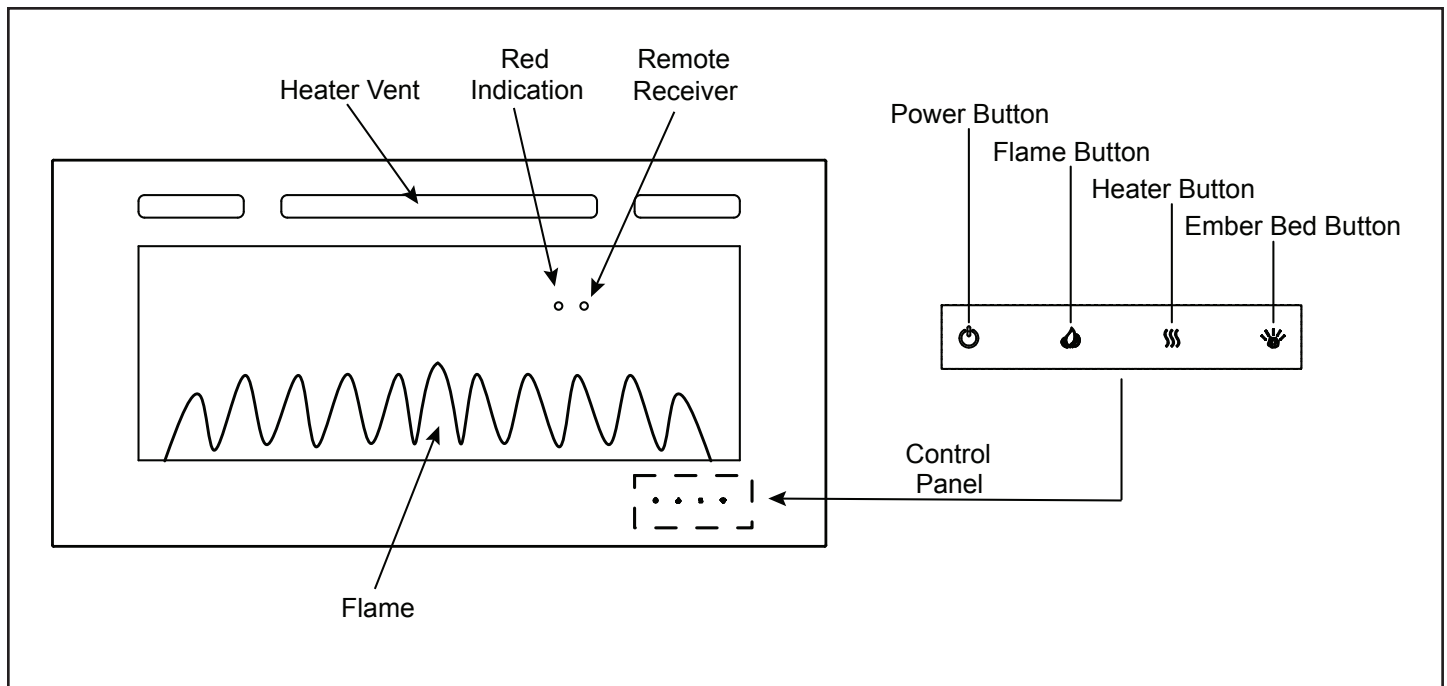 Red
Indication
Remote
Receiver
Heater Vent
Power Button
Flame Button
Heater Button
Ember Bed Button
Control
Panel
Flame